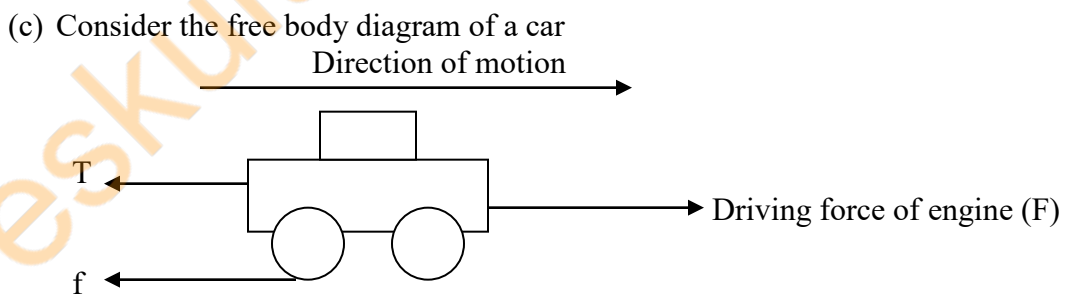 (c) Consider the free body diagram of a car
Direction of motion
T
Driving force of engine (F)
f